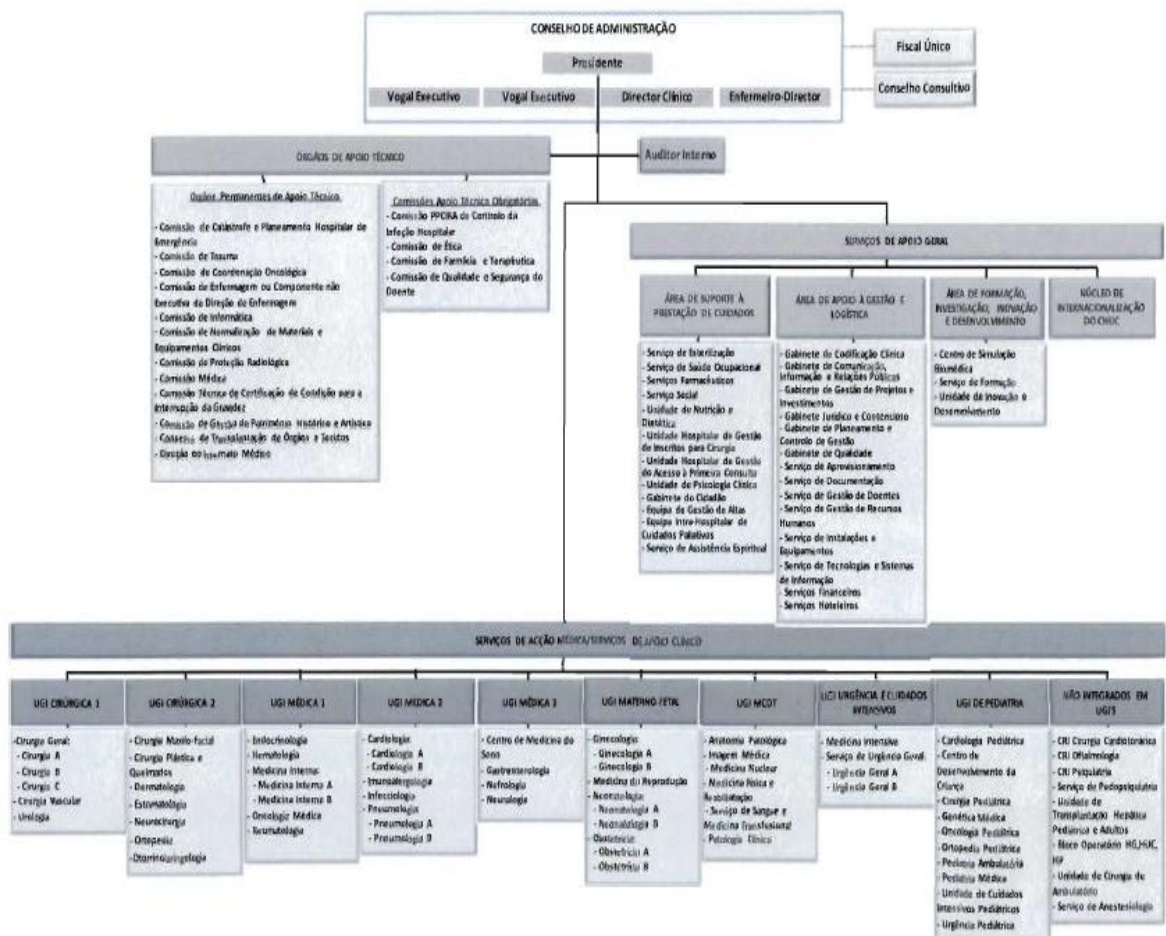 CONSELHO DE ADMINISTRAÇÃO
Presidente
Vogal Executivo
Vogal Executivo
Director Clínico
Enfermeiro-Director
Fiscal Único
Conselho Consultivo
ÓRGÃOS DE APOIO TÉCNICO
Auditor Interno
Órgãos Permanentes de Apoio Técnico
- Comissão de Catástrofe e Planeamento Hospitalar de
Emergência
- Comissão de Trauma
- Comissão de Coordenação Oncológica
- Comissão de Enfermagem ou Componente não
Executiva da Direção de Enfermagem
- Comissão de Informática
- Comissão de Normalização de Materiais e
Equipamentos Clínicos
- Comissão de Proteção Radiológica
- Comissão Médica
- Comissão Técnica de Certificação de Condição para a
Interrupção da Gravidez
- Comissão de Gestão do Património Histórico e Artístico
- Conselho de Transplantação de Órgãos e Tecidos
- Direção do Internato Médico
Comissões Apoio Técnico Obrigatórias
- Comissão PPCIRA de Controlo da
Infeção Hospitalar
- Comissão de Ética
- Comissão de Farmácia e Terapêutica
- Comissão de Qualidade e Segurança do
Doente
SERVIÇOS DE APOIO GERAL
ÁREA DE SUPORTE À
PRESTAÇÃO DE CUIDADOS
- Serviço de Esterilização
- Serviço de Saúde Ocupacional
- Serviços Farmacêuticos
- Serviço Social
- Unidade de Nutrição e
Dietética
- Unidade Hospitalar de Gestão
de Inscritos para Cirurgia
- Unidade Hospitalar de Gestão
do Acesso à Primeira Consulta
- Unidade de Psicologia Clínica
- Gabinete do Cidadão
- Equipa de Gestão de Altas
- Equipa Intra-Hospitalar de
Cuidados Paliativos
- Serviço de Assistência Espiritual
ÁREA DE APOIO À GESTÃO E
LOGÍSTICA
- Gabinete de Codificação Clínica
- Gabinete de Comunicação,
Informação e Relações Públicas
- Gabinete de Gestão de Projetos e
Investimentos
- Gabinete Jurídico e Contencioso
- Gabinete de Planeamento e
Controlo de Gestão
- Gabinete de Qualidade
- Serviço de Aprovisionamento
- Serviço de Documentação
- Serviço de Gestão de Doentes
- Serviço de Gestão de Recursos
Humanos
- Serviço de Instalações e
Equipamentos
- Serviço de Tecnologias e Sistemas
de Informação
- Serviços Financeiros
- Serviços Hoteleiros
ÁREA DE FORMAÇÃO,
INVESTIGAÇÃO, INOVAÇÃO
E DESENVOLVIMENTO
- Centro de Simulação
Biomédica
- Serviço de Formação
- Unidade de Inovação e
Desenvolvimento
NÚCLEO DE
INTERNACIONALIZAÇÃO
DO CHUC
SERVIÇOS DE ACÇÃO MÉDICA/SERVIÇOS DE APOIO CLÍNICO
UGI CIRÚRGICA 1
-Cirurgia Geral:
- Cirurgia A
- Cirurgia B
- Cirurgia C
- Cirurgia Vascular
- Urologia
UGI CIRÚRGICA 2
- Cirurgia Maxilo-facial
- Cirurgia Plástica e
Queimados
- Dermatologia
- Estomatologia
- Neurocirurgia
- Ortopedia
- Otorrinolaringologia
UGI MÉDICA 1
- Endocrinologia
- Hematologia
- Medicina Interna:
- Medicina Interna A
- Medicina Interna B
- Oncologia Médica
- Reumatologia
UGI MÉDICA 2
- Cardiologia:
- Cardiologia A
- Cardiologia B
- Imunoalergologia
- Infecciologia
- Pneumologia:
- Pneumologia A
- Pneumologia B
UGI MÉDICA 3
- Centro de Medicina do
Sono
- Gastrenterologia
- Nefrologia
- Neurologia
UGI MATERNO FETAL
- Ginecologia:
- Ginecologia A
- Ginecologia B
- Medicina da Reprodução
- Neonatologia:
- Neonatologia A
- Neonatologia B
- Obstetrícia:
- Obstetrícia A
- Obstetrícia B
UGI MCDT
- Anatomia Patológica
- Imagem Médica
- Medicina Nuclear
- Medicina Física e
Reabilitação
- Serviço de Sangue e
Medicina Transfusional
- Patologia Clínica
UGI URGÊNCIA E CUIDADOS
INTENSIVOS
- Medicina Intensiva
- Serviço de Urgência Geral:
- Urgência Geral A
- Urgência Geral B
UGI DE PEDIATRIA
- Cardiologia Pediátrica
- Centro de
Desenvolvimento da
Criança
- Cirurgia Pediátrica
- Genética Médica
- Oncologia Pediátrica
- Ortopedia Pediátrica
- Pediatria Ambulatória
- Pediatria Médica
- Unidade de Cuidados
Intensivos Pediátricos
- Urgência Pediátrica
NÃO INTEGRADOS EM
UGI'S
- CRI Cirurgia Cardiotorácica
- CRI Oftalmologia
- CRI Psiquiatria
- Serviço de Pedopsiquiatria
- Unidade de
Transplantação Hepática
Pediátrica e Adultos
- Bloco Operatório HG,HUC,
HP
- Unidade de Cirurgia de
Ambulatório
- Serviço de Anestesiologia